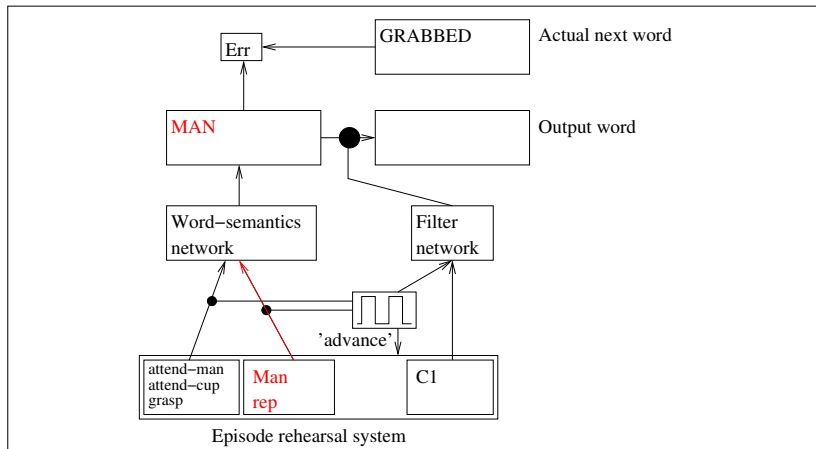 GRABBED
Actual next word
Err
MAN
Output word
Word−semantics
network
Filter
network
'advance'
attend−man
attend−cup
grasp
Man
rep
C1
Episode rehearsal system